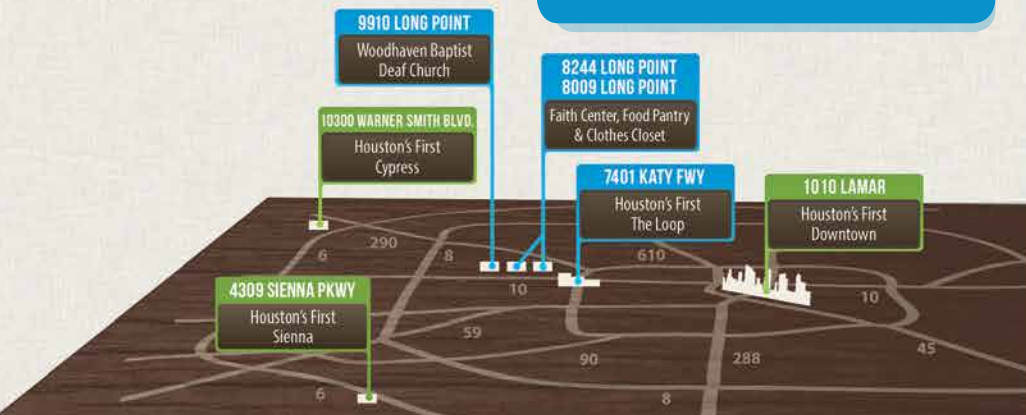 9910 LONG POINT
Woodhaven Baptist
Deaf Church
8244 LONG POINT
8009 LONG POINT
Faith Center, Food Pantry
& Clothes Closet
10300 WARNER SMITH BLVD.
Houston's First
Cypress
7401 KATY FWY
Houston's First
The Loop
1010 LAMAR
Houston's First
Downtown
290
6
8
610
10
10
4309 SIENNA PKWY
Houston's First
Sienna
59
90
288
45
6
8